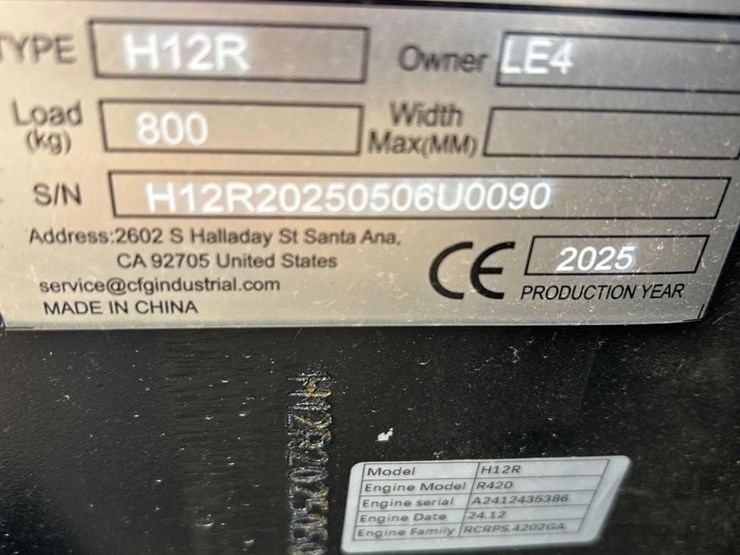 TYPE H12R Owner LE4
Load (kg) 800 Width Max(MM)
S/N H12R20250506U0090
Address:2602 S Halladay St Santa Ana,
CA 92705 United States
service@cfgindustrial.com
MADE IN CHINA
CE 2025
PRODUCTION YEAR
Model H12R
Engine Model R420
Engine serial A2412435386
Engine Date 24.12
Engine Family RCRPS.4202GA